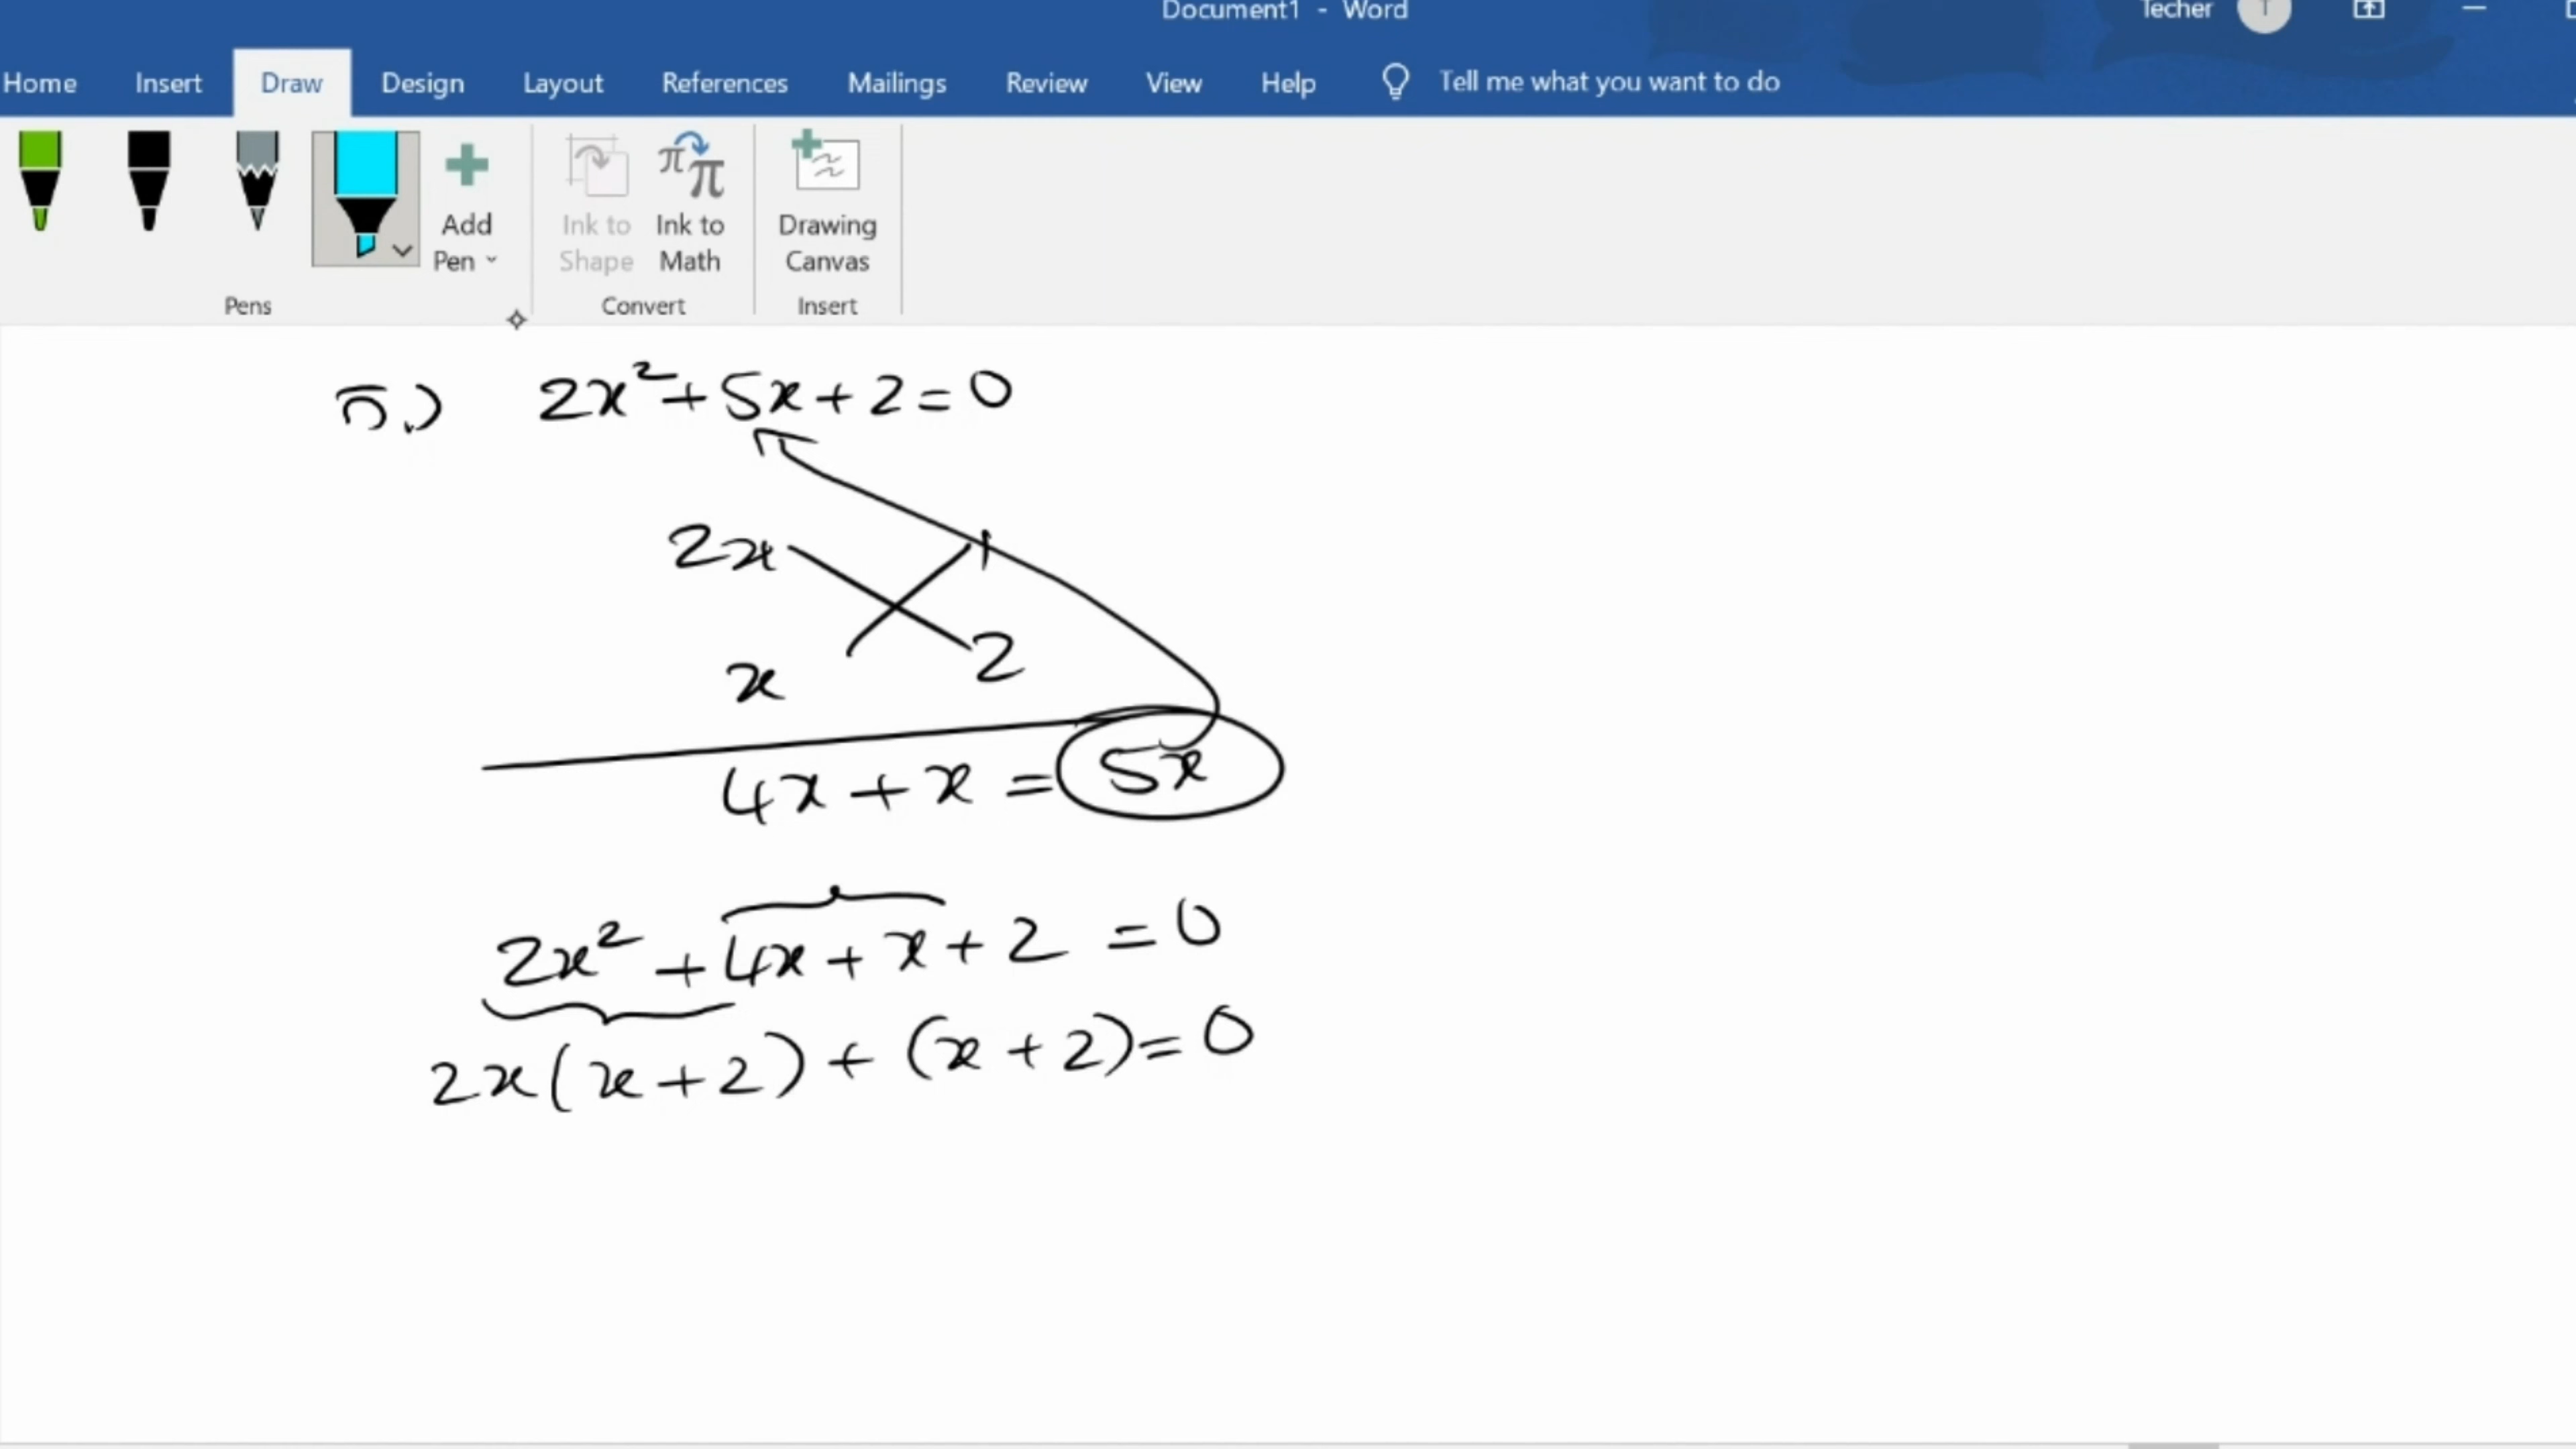 Document1 - Word
Techer T
Home Insert Draw Design Layout References Mailings Review View Help Tell me what you want to do
Add Pen
Ink to Shape
Ink to Math
Drawing Canvas
Pens Convert Insert
2x² + 5x + 2 = 0
2x 1
x 2
4x + x = 5x
2x² + 4x + x + 2 = 0
2x(x + 2) + (x + 2) = 0